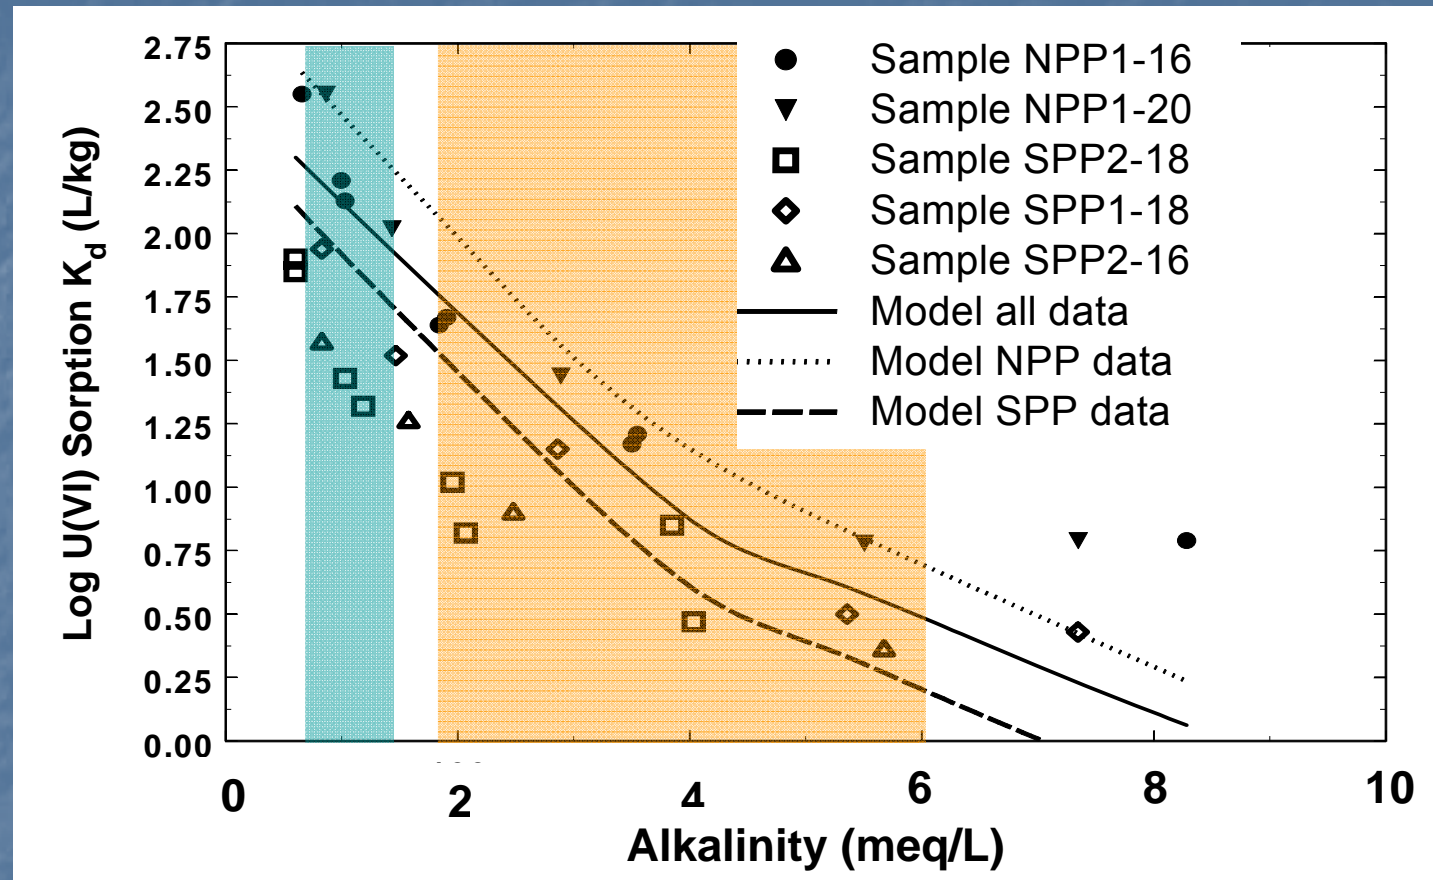 2.75
2.50
2.25
2.00
1.75
1.50
1.25
1.00
0.75
0.50
0.25
0.00
Log U(VI) Sorption Kd (L/kg)
Sample NPP1-16
Sample NPP1-20
Sample SPP2-18
Sample SPP1-18
Sample SPP2-16
Model all data
Model NPP data
Model SPP data
0 2 4 6 8 10
Alkalinity (meq/L)